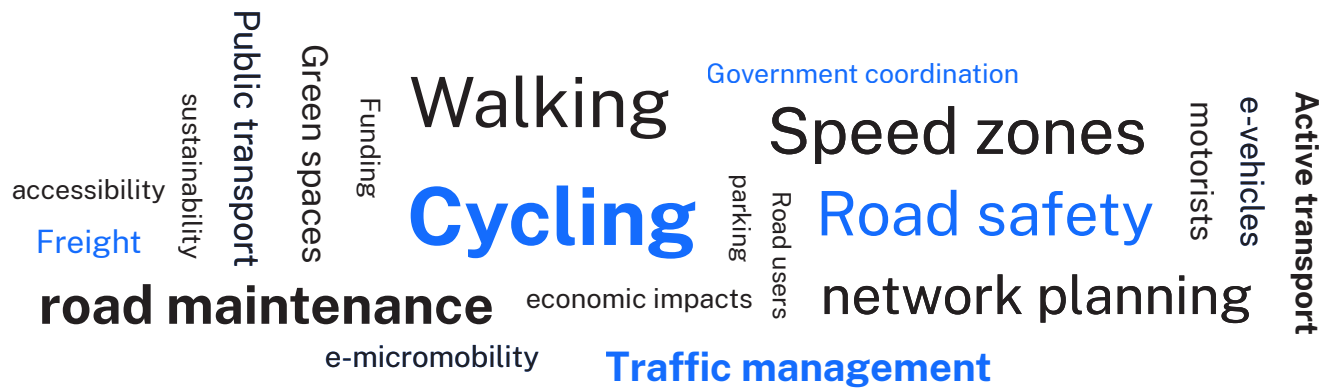 accessibility
Freight
sustainability
Public transport
Green spaces
Funding
Walking
Cycling
road maintenance
e-micromobility
economic impacts
Traffic management
Government coordination
Speed zones
parking
Road users
Road safety
network planning
motorists
e-vehicles
Active transport